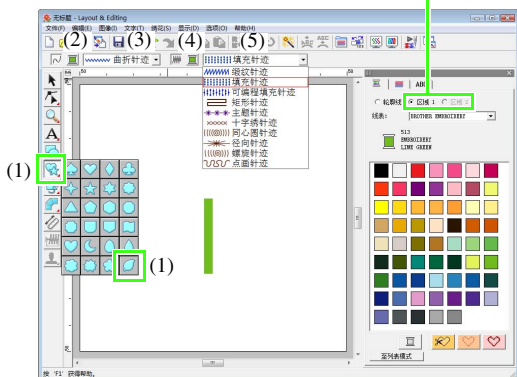 无标题 - Layout & Editing
文件(F) 编辑(E) 图像(I) 文字(T) 绣花(S) 显示(D) 选项(O) 帮助(H)
(2) (3) (4) (5)
曲折针迹 填充针迹
缎纹针迹
填充针迹
可编程填充针迹
矩形针迹
主题针迹
十字绣针迹
同心圆针迹
径向针迹
螺旋针迹
点画针迹
(1)
(1)
ABC
轮廓线 区域 1 区域 2
线表: BROTHER EMBROIDERY
513
EMBROIDERY
LIME GREEN
至列表模式
按 'F1' 获得帮助。